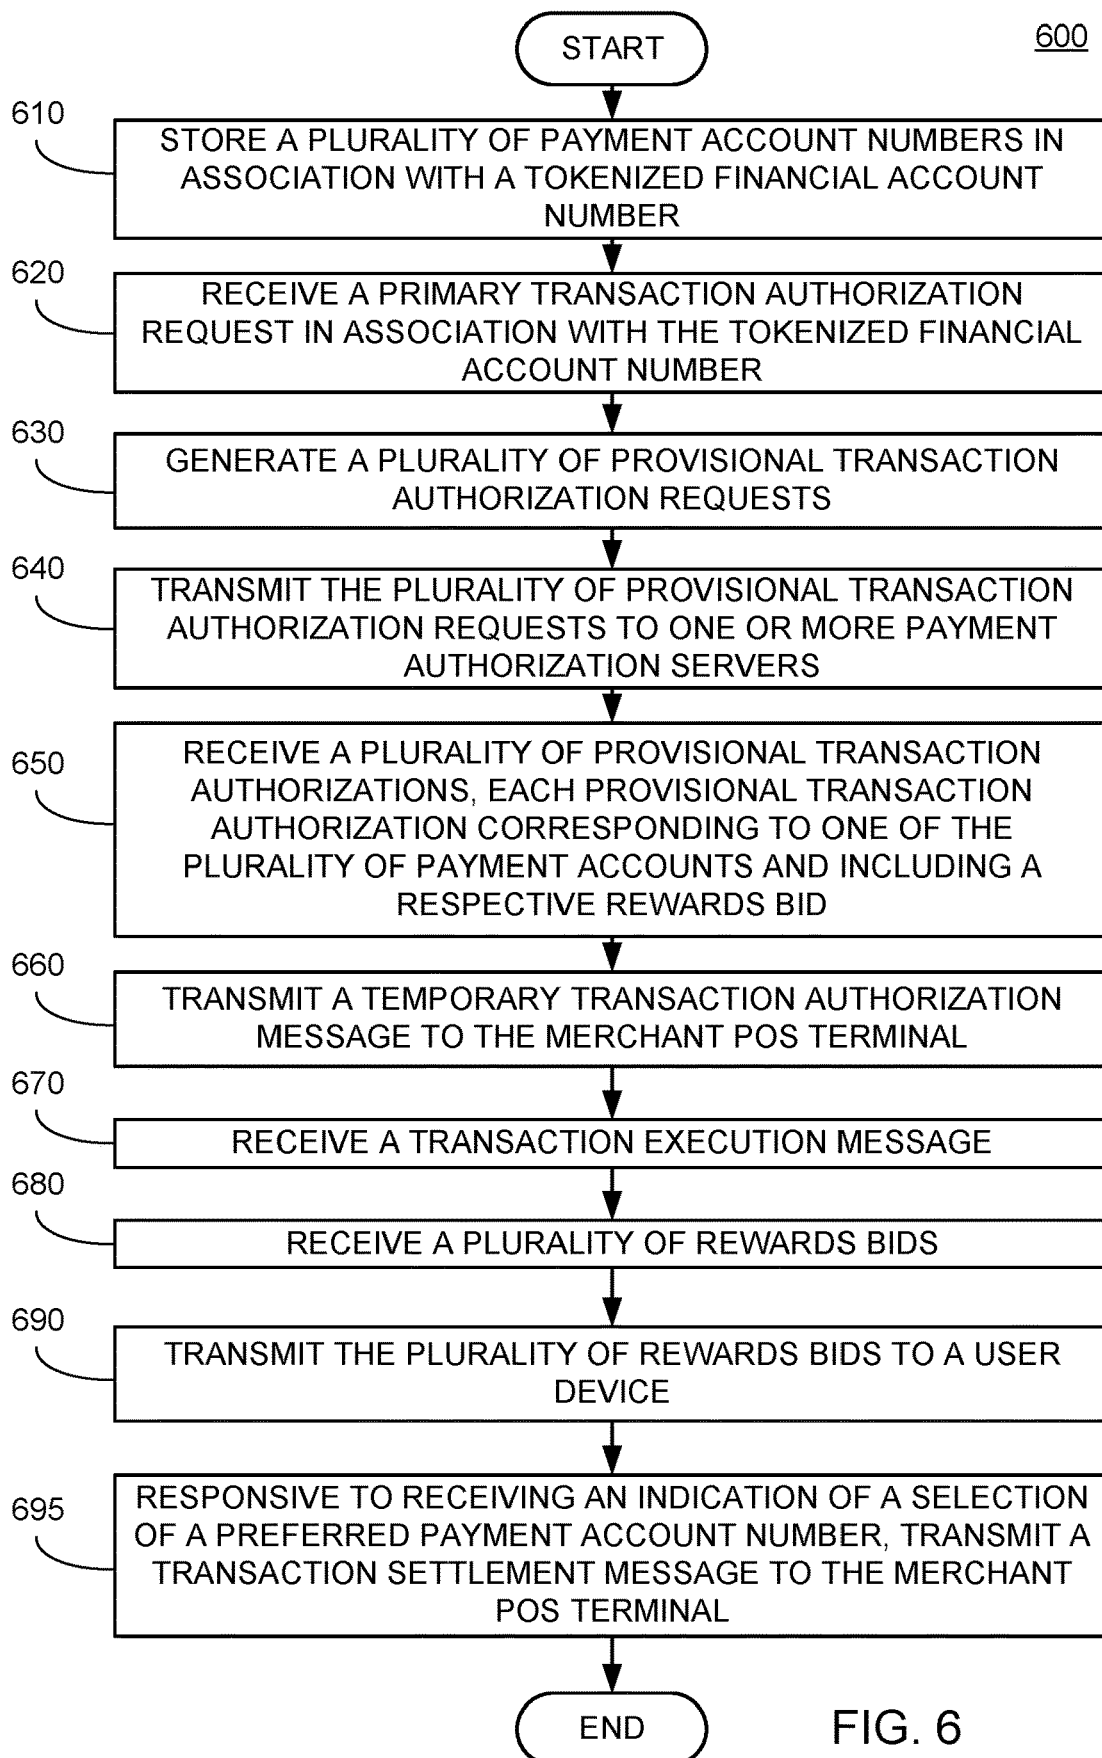 START
600
610
STORE A PLURALITY OF PAYMENT ACCOUNT NUMBERS IN
ASSOCIATION WITH A TOKENIZED FINANCIAL ACCOUNT
NUMBER
620
RECEIVE A PRIMARY TRANSACTION AUTHORIZATION
REQUEST IN ASSOCIATION WITH THE TOKENIZED FINANCIAL
ACCOUNT NUMBER
630
GENERATE A PLURALITY OF PROVISIONAL TRANSACTION
AUTHORIZATION REQUESTS
640
TRANSMIT THE PLURALITY OF PROVISIONAL TRANSACTION
AUTHORIZATION REQUESTS TO ONE OR MORE PAYMENT
AUTHORIZATION SERVERS
650
RECEIVE A PLURALITY OF PROVISIONAL TRANSACTION
AUTHORIZATIONS, EACH PROVISIONAL TRANSACTION
AUTHORIZATION CORRESPONDING TO ONE OF THE
PLURALITY OF PAYMENT ACCOUNTS AND INCLUDING A
RESPECTIVE REWARDS BID
660
TRANSMIT A TEMPORARY TRANSACTION AUTHORIZATION
MESSAGE TO THE MERCHANT POS TERMINAL
670
RECEIVE A TRANSACTION EXECUTION MESSAGE
680
RECEIVE A PLURALITY OF REWARDS BIDS
690
TRANSMIT THE PLURALITY OF REWARDS BIDS TO A USER
DEVICE
695
RESPONSIVE TO RECEIVING AN INDICATION OF A SELECTION
OF A PREFERRED PAYMENT ACCOUNT NUMBER, TRANSMIT A
TRANSACTION SETTLEMENT MESSAGE TO THE MERCHANT
POS TERMINAL
END
FIG. 6